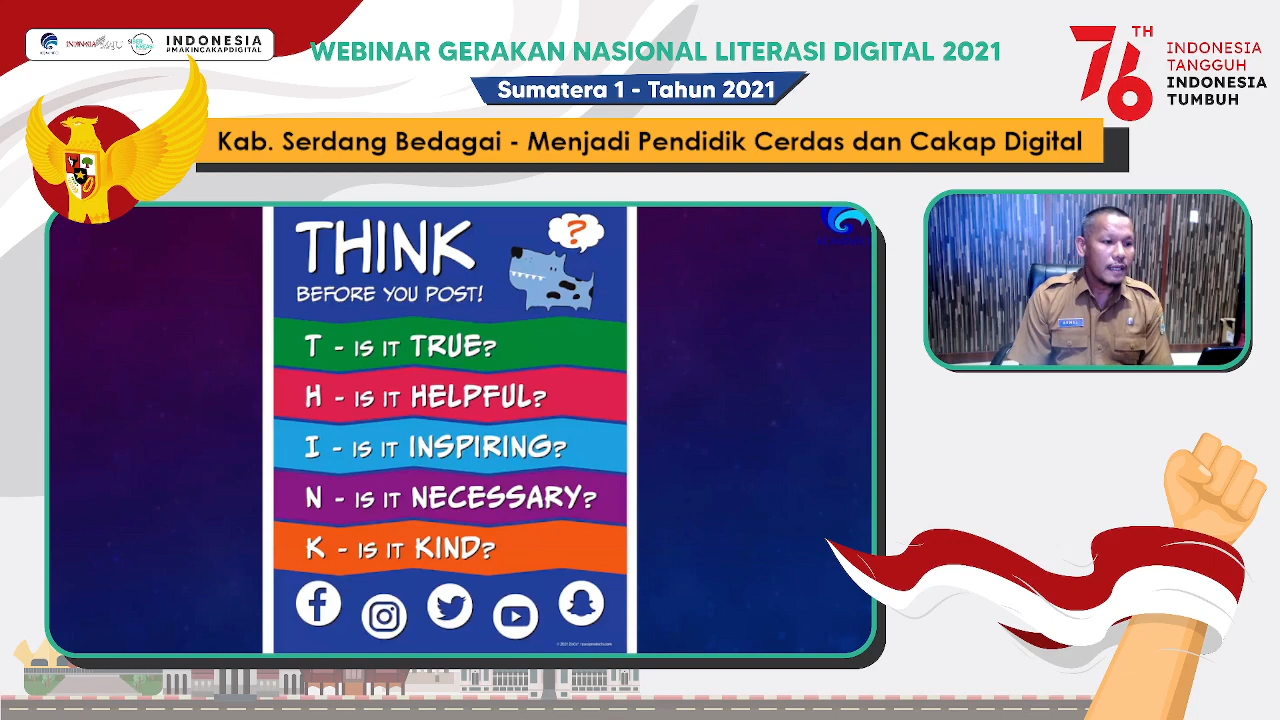 INDONESIA
#MAKINCAKAPDIGITAL
WEBINAR GERAKAN NASIONAL LITERASI DIGITAL 2021
Sumatera 1 - Tahun 2021
76TH
INDONESIA
TANGGUH
INDONESIA
TUMBUH
Kab. Serdang Bedagai - Menjadi Pendidik Cerdas dan Cakap Digital
THINK
BEFORE YOU POST!
?
T - IS IT TRUE?
H - IS IT HELPFUL?
I - IS IT INSPIRING?
N - IS IT NECESSARY?
K - IS IT KIND?